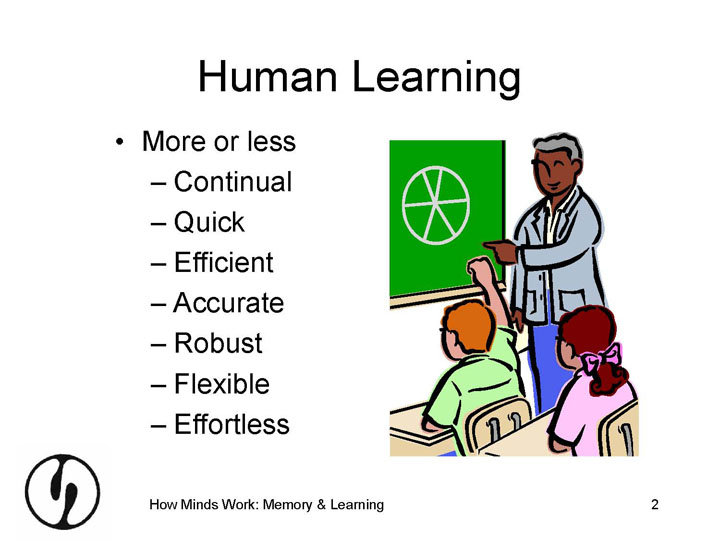 Human Learning
• More or less
– Continual
– Quick
– Efficient
– Accurate
– Robust
– Flexible
– Effortless
How Minds Work: Memory & Learning
2